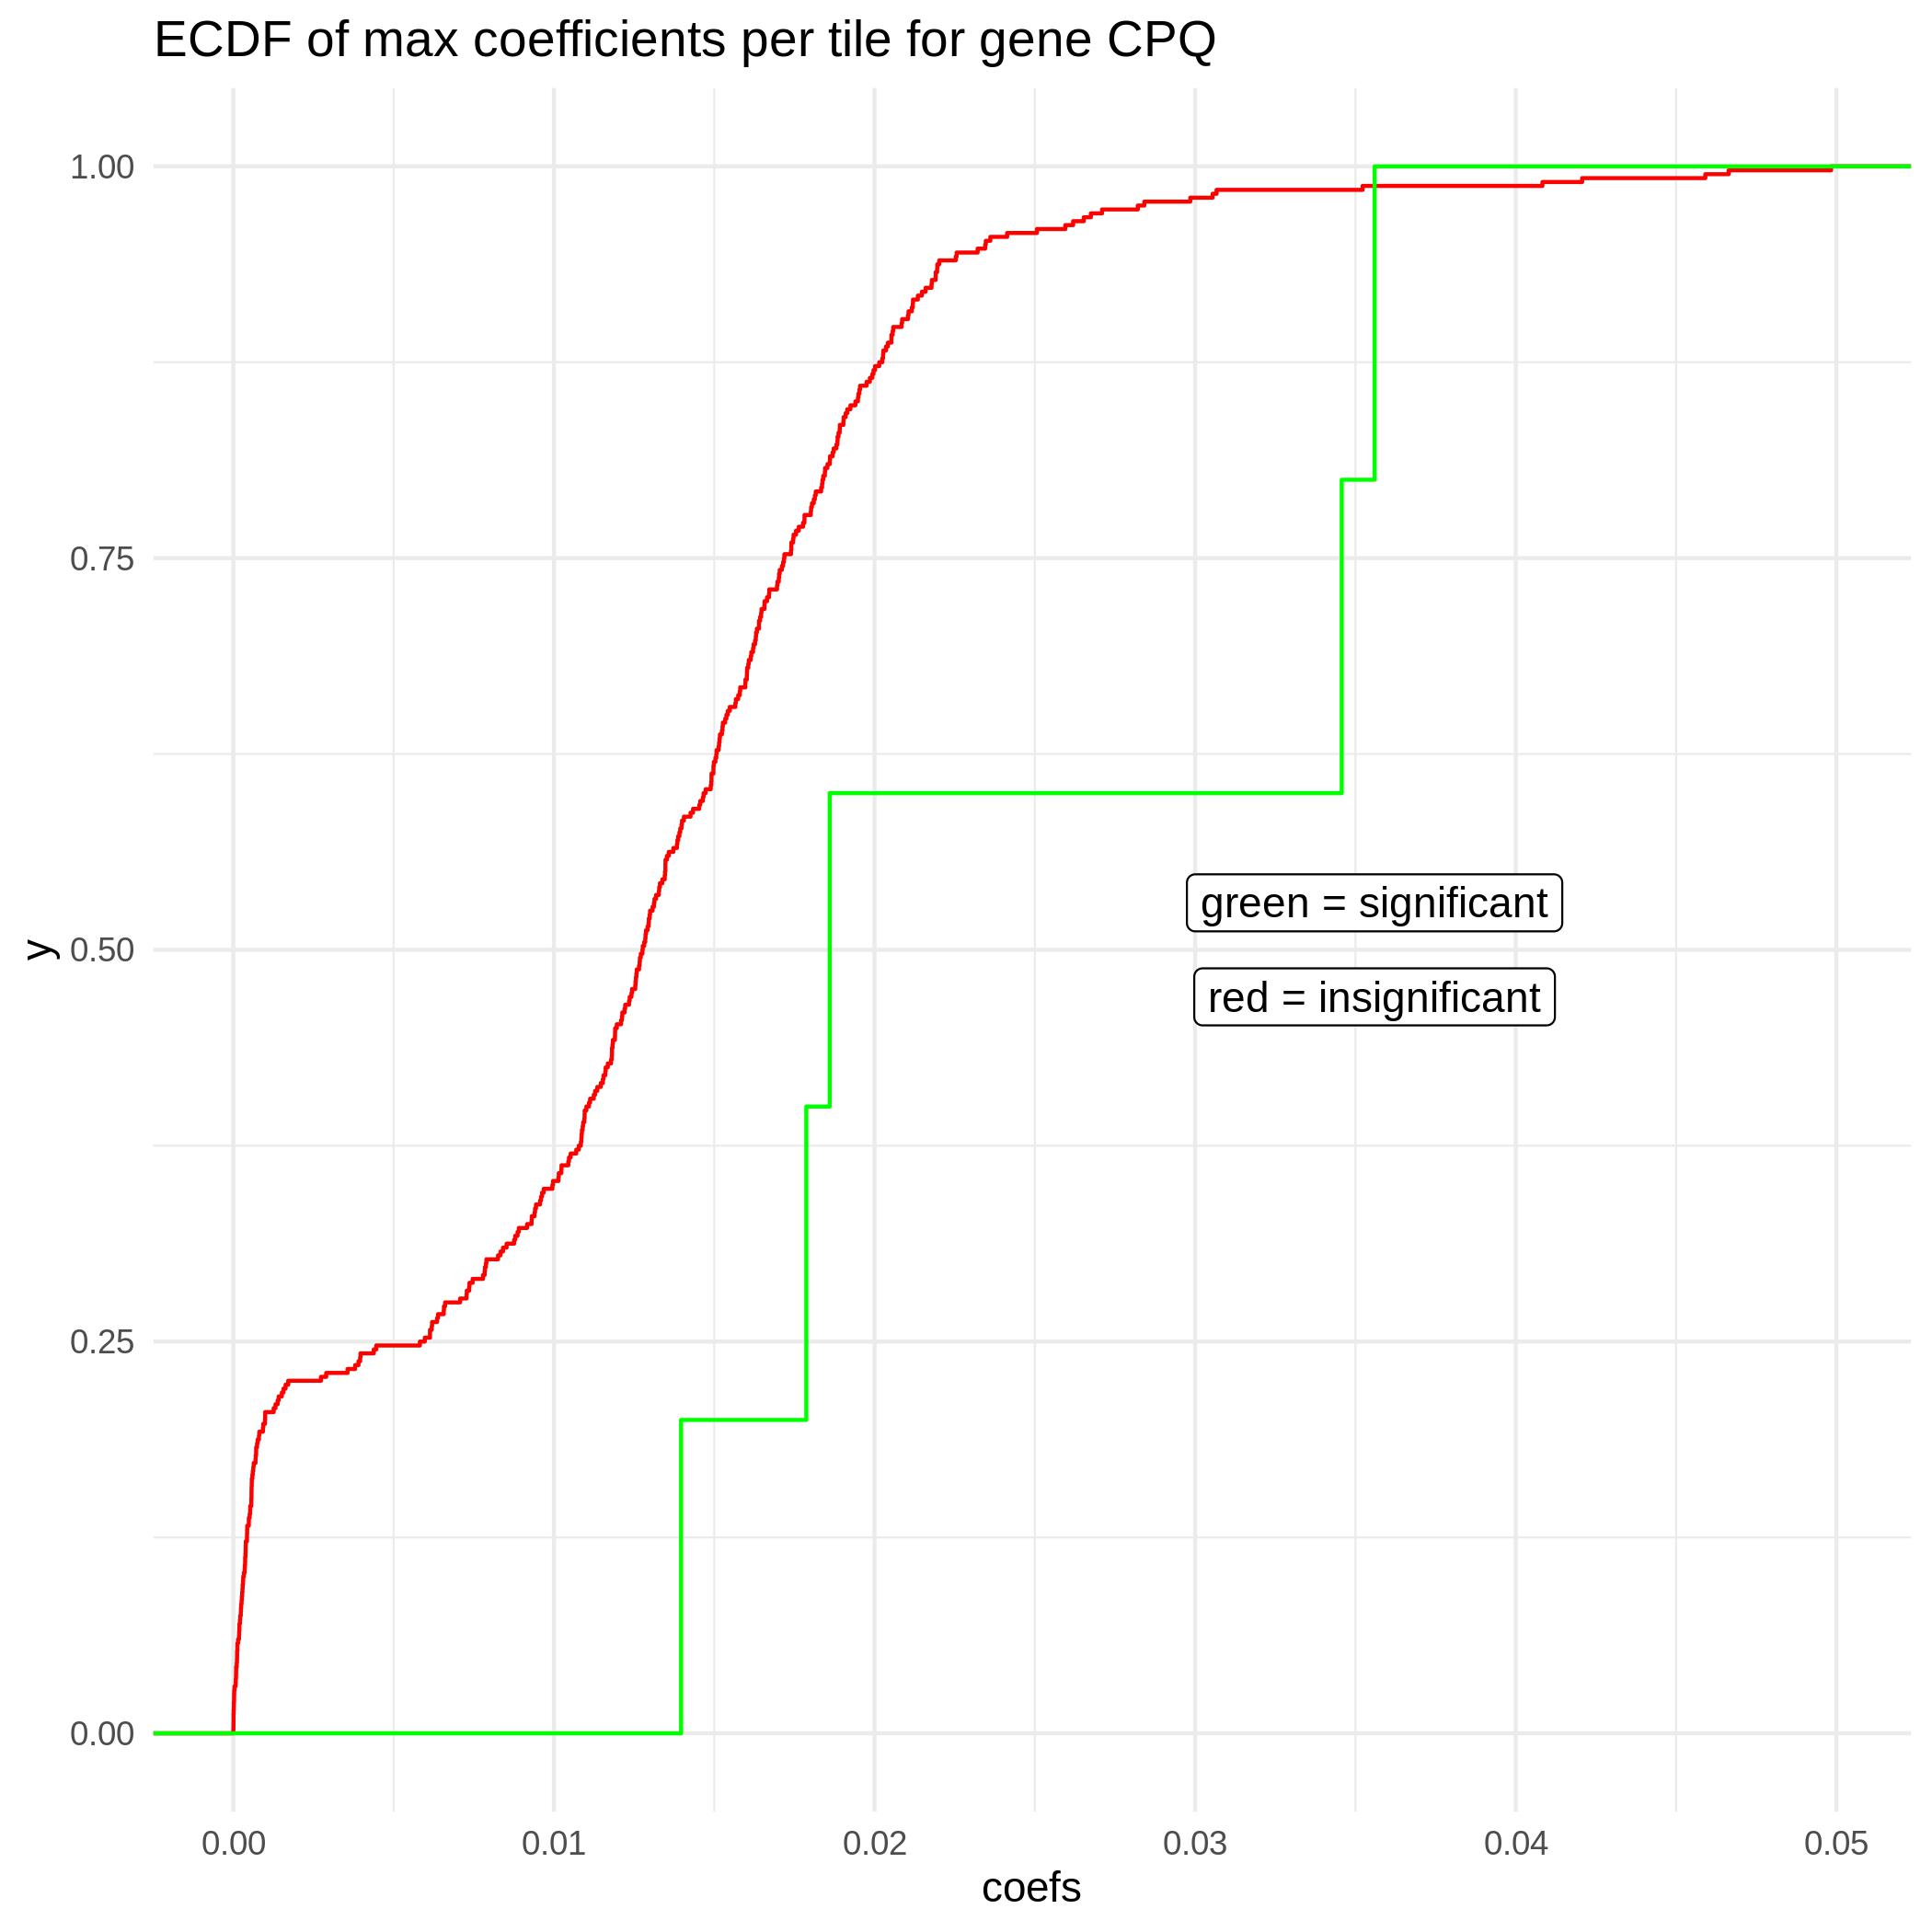 ECDF of max coefficients per tile for gene CPQ
1.00
0.75
0.50
0.25
0.00
y
green = significant
red = insignificant
0.00 0.01 0.02 0.03 0.04 0.05
coefs